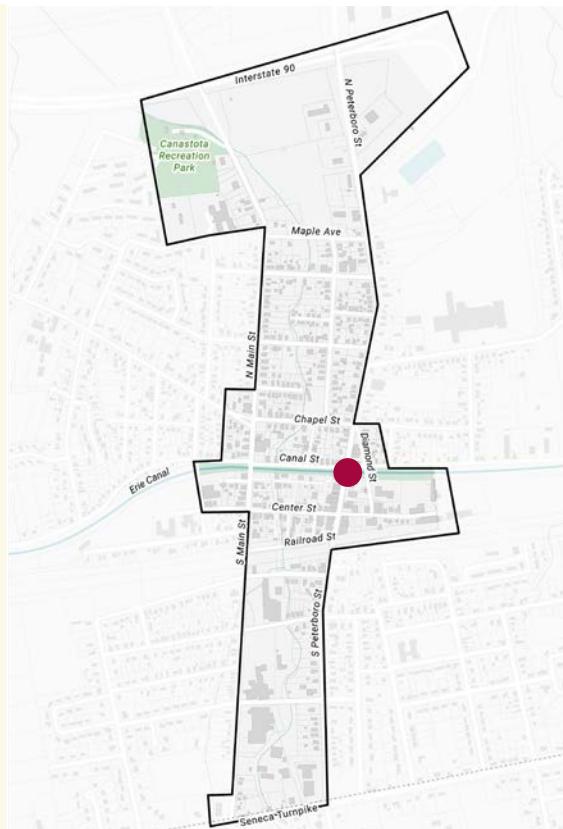 Interstate 90
N Peterboro St
Canastota
Recreation
Park
Maple Ave
N Main St
Chapel St
Diamond St
Canal St
Erie Canal
Center St
Railroad St
S Main St
S Peterboro St
Seneca Turnpike